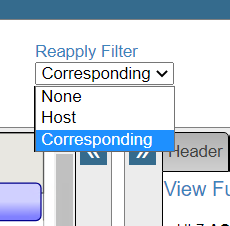 Reapply Filter
Corresponding
None
Host
Corresponding
« » Header
View Fu